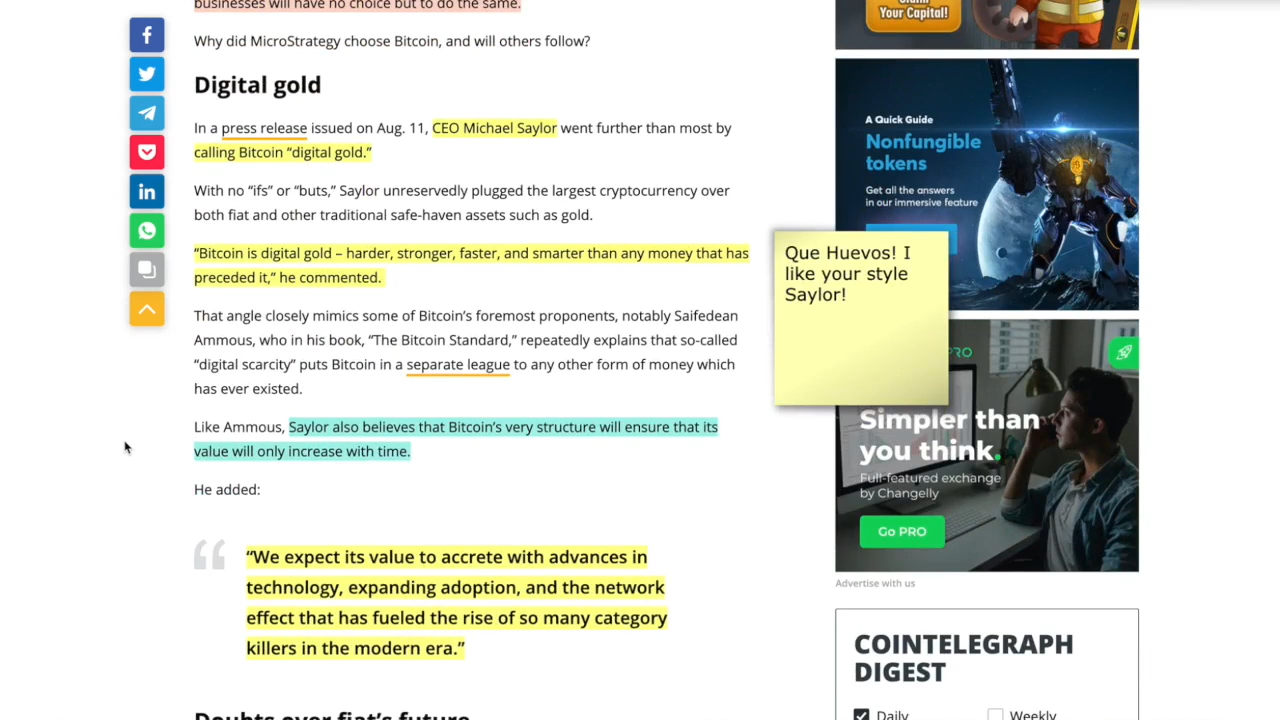 businesses will have no choice but to do the same.
Why did MicroStrategy choose Bitcoin, and will others follow?
Digital gold
In a press release issued on Aug. 11, CEO Michael Saylor went further than most by
calling Bitcoin “digital gold.”
With no “ifs” or “buts,” Saylor unreservedly plugged the largest cryptocurrency over
both fiat and other traditional safe-haven assets such as gold.
“Bitcoin is digital gold – harder, stronger, faster, and smarter than any money that has
preceded it,” he commented.
That angle closely mimics some of Bitcoin’s foremost proponents, notably Saifedean
Ammous, who in his book, “The Bitcoin Standard,” repeatedly explains that so-called
“digital scarcity” puts Bitcoin in a separate league to any other form of money which
has ever existed.
Like Ammous, Saylor also believes that Bitcoin’s very structure will ensure that its
value will only increase with time.
He added:
“We expect its value to accrete with advances in
technology, expanding adoption, and the network
effect that has fueled the rise of so many category
killers in the modern era.”
Doubts over fiat’s future
Your Capital!
A Quick Guide
Nonfungible
tokens
Get all the answers
in our immersive feature
Que Huevos! I
like your style
Saylor!
PRO
Simpler than
you think.
Full-featured exchange
by Changelly
Go PRO
Advertise with us
COINTELEGRAPH
DIGEST
Daily
Weekly